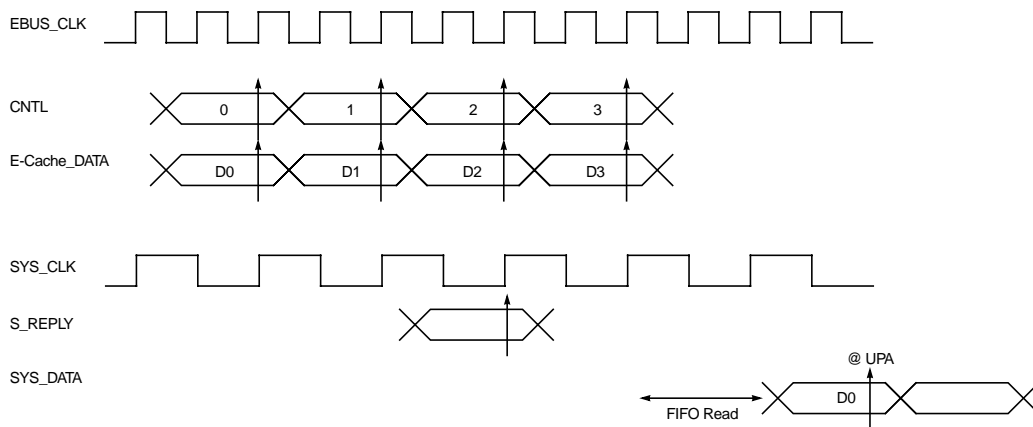 EBUS_CLK
CNTL 0 1 2 3
E-Cache_DATA D0 D1 D2 D3
SYS_CLK
S_REPLY
SYS_DATA @ UPA
FIFO Read D0